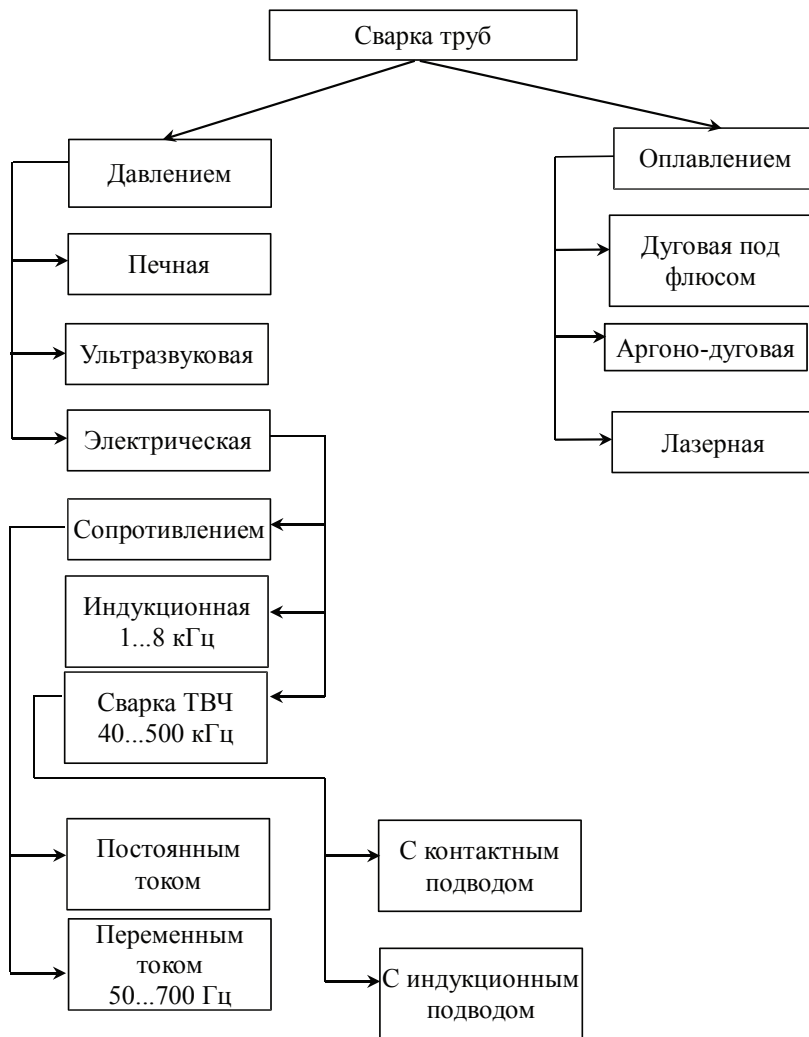 Сварка труб
Давлением
Оплавлением
Печная
Дуговая под
флюсом
Ультразвуковая
Аргоно-дуговая
Электрическая
Лазерная
Сопротивлением
Индукционная
1...8 кГц
Сварка ТВЧ
40...500 кГц
Постоянным
током
С контактным
подводом
Переменным
током
50...700 Гц
С индукционным
подводом